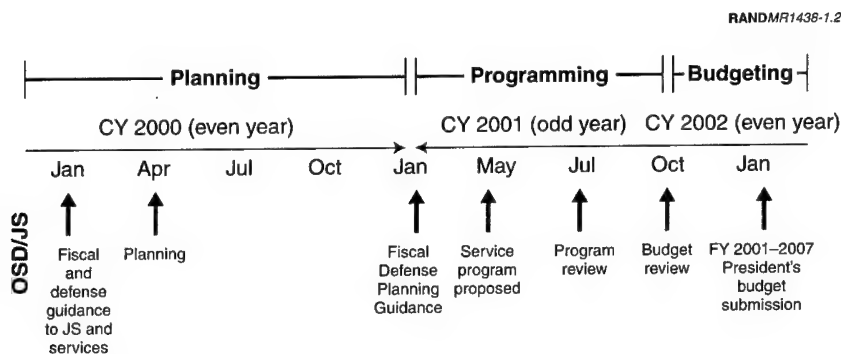 RANDMR1438-1.2
Planning Programming Budgeting
CY 2000 (even year) CY 2001 (odd year) CY 2002 (even year)
Jan Apr Jul Oct Jan May Jul Oct Jan
OSD/JS
Fiscal
and
defense
guidance
to JS and
services
Planning
Fiscal
Defense
Planning
Guidance
Service
program
proposed
Program
review
Budget
review
FY 2001–2007
President's
budget
submission